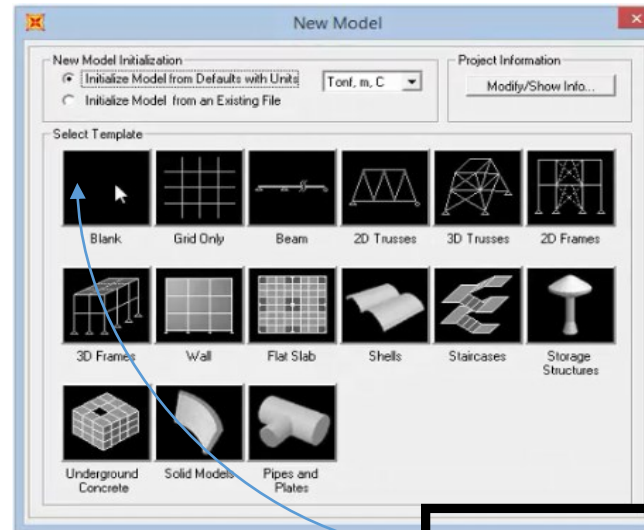 New Model
New Model Initialization
Initialize Model from Defaults with Units
Tonf, m, C
Initialize Model from an Existing File
Project Information
Modify/Show Info...
Select Template
Blank
Grid Only
Beam
2D Trusses
3D Trusses
2D Frames
3D Frames
Wall
Flat Slab
Shells
Staircases
Storage
Structures
Underground
Concrete
Solid Models
Pipes and
Plates